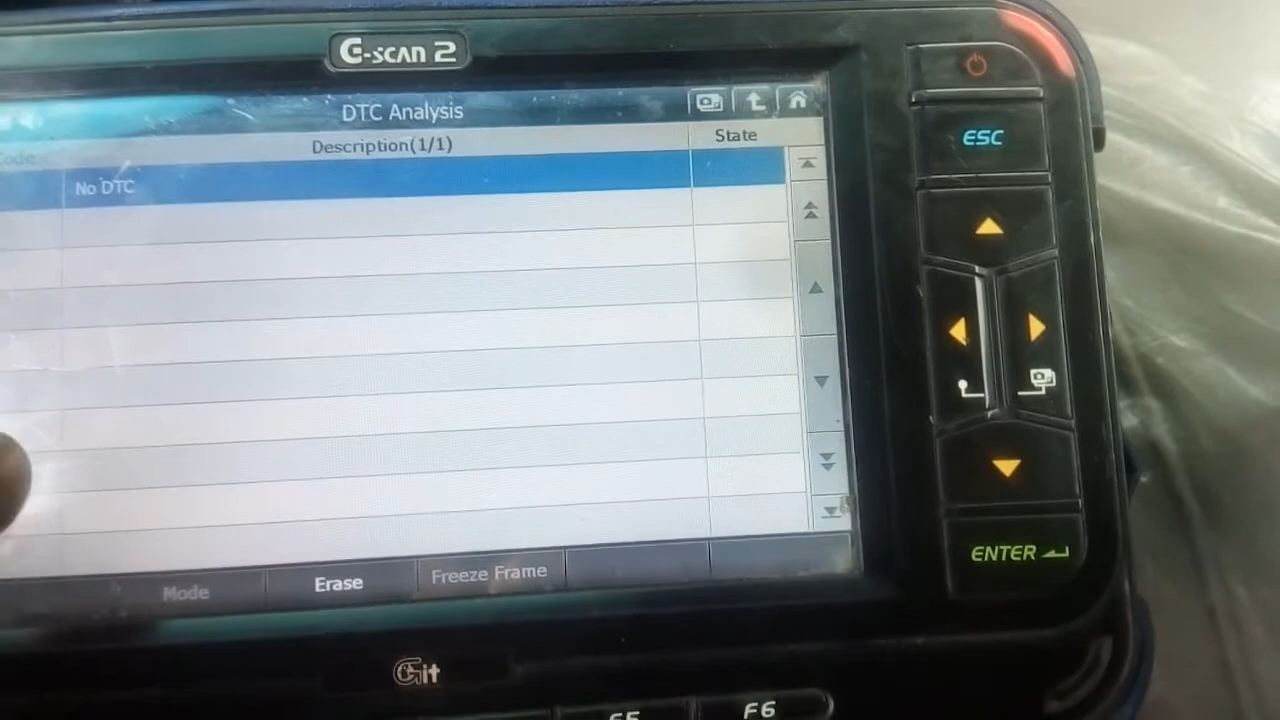 G-SCAN 2
DTC Analysis
Code Description(1/1) State
No DTC
Mode Erase Freeze Frame
ESC
ENTER
Git
F5 F6